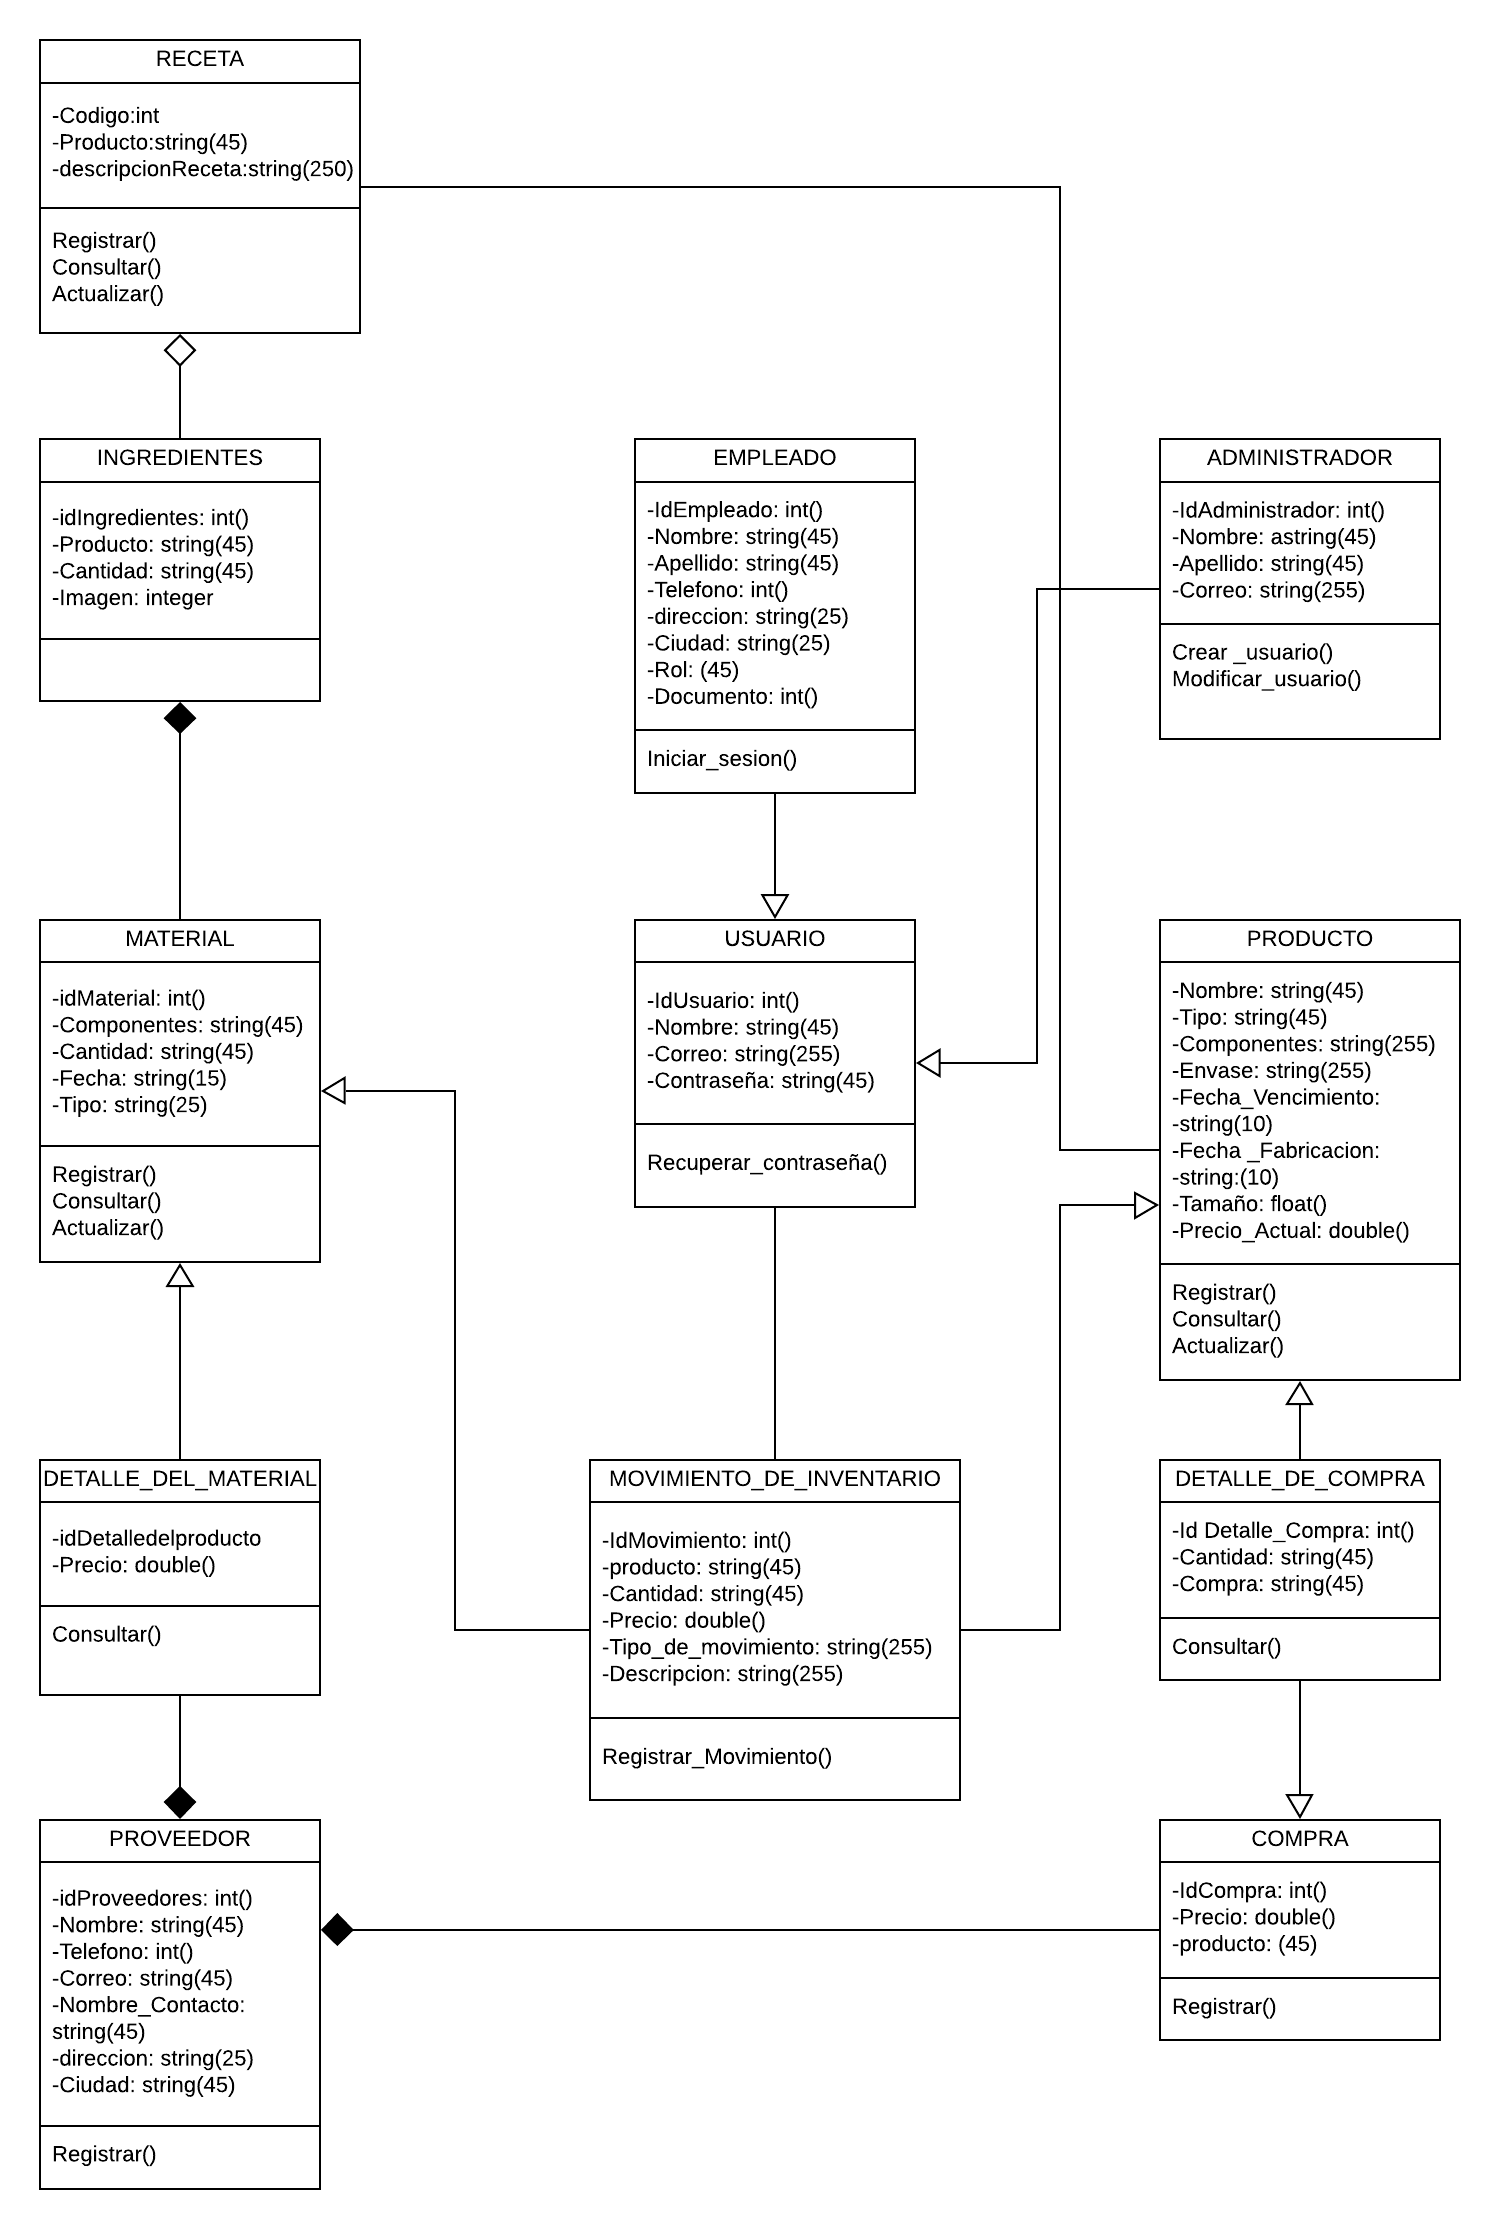 RECETA
-Codigo:int
-Producto:string(45)
-descripcionReceta:string(250)
Registrar()
Consultar()
Actualizar()
INGREDIENTES
-idIngredientes: int()
-Producto: string(45)
-Cantidad: string(45)
-Imagen: integer
EMPLEADO
-IdEmpleado: int()
-Nombre: string(45)
-Apellido: string(45)
-Telefono: int()
-direccion: string(25)
-Ciudad: string(25)
-Rol: (45)
-Documento: int()
Iniciar_sesion()
ADMINISTRADOR
-IdAdministrador: int()
-Nombre: astring(45)
-Apellido: string(45)
-Correo: string(255)
Crear _usuario()
Modificar_usuario()
MATERIAL
-idMaterial: int()
-Componentes: string(45)
-Cantidad: string(45)
-Fecha: string(15)
-Tipo: string(25)
Registrar()
Consultar()
Actualizar()
USUARIO
-IdUsuario: int()
-Nombre: string(45)
-Correo: string(255)
-Contraseña: string(45)
Recuperar_contraseña()
PRODUCTO
-Nombre: string(45)
-Tipo: string(45)
-Componentes: string(255)
-Envase: string(255)
-Fecha_Vencimiento:
-string(10)
-Fecha _Fabricacion:
-string:(10)
-Tamaño: float()
-Precio_Actual: double()
Registrar()
Consultar()
Actualizar()
DETALLE_DEL_MATERIAL
-idDetalledelproducto
-Precio: double()
Consultar()
MOVIMIENTO_DE_INVENTARIO
-IdMovimiento: int()
-producto: string(45)
-Cantidad: string(45)
-Precio: double()
-Tipo_de_movimiento: string(255)
-Descripcion: string(255)
Registrar_Movimiento()
DETALLE_DE_COMPRA
-Id Detalle_Compra: int()
-Cantidad: string(45)
-Compra: string(45)
Consultar()
PROVEEDOR
-idProveedores: int()
-Nombre: string(45)
-Telefono: int()
-Correo: string(45)
-Nombre_Contacto:
string(45)
-direccion: string(25)
-Ciudad: string(45)
Registrar()
COMPRA
-IdCompra: int()
-Precio: double()
-producto: (45)
Registrar()